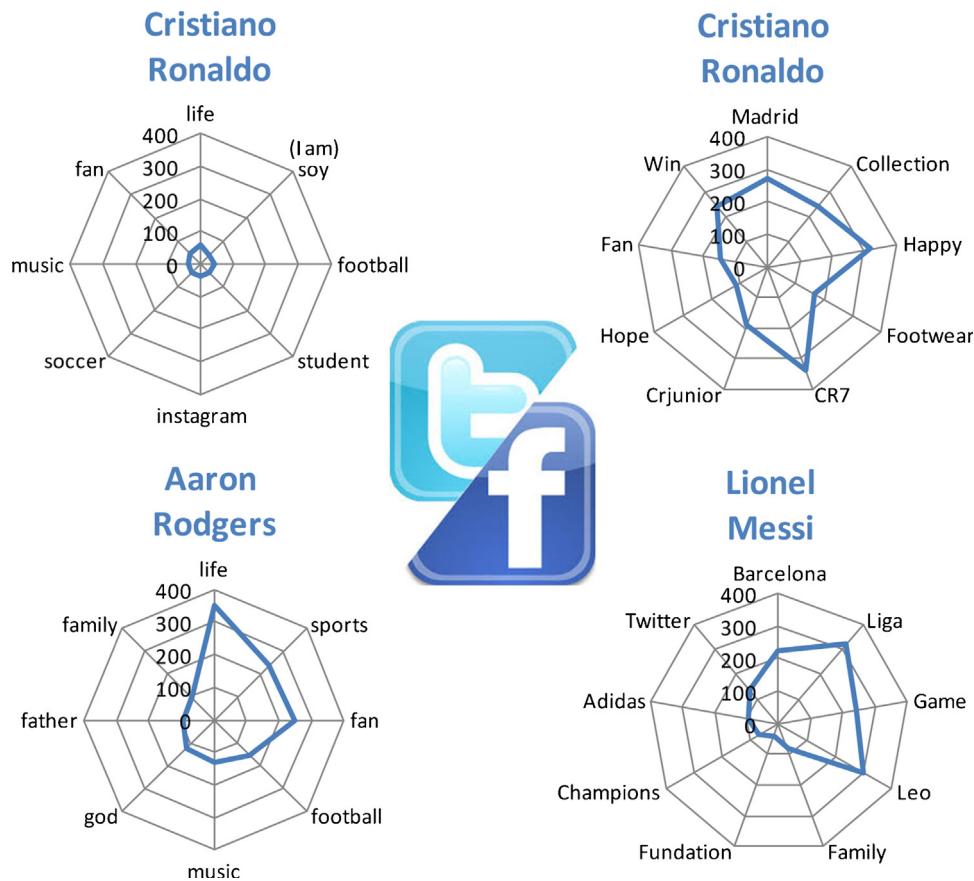 Cristiano
Ronaldo
life
(I am)
soy
football
student
instagram
soccer
music
fan
400
300
200
100
0
Cristiano
Ronaldo
Madrid
Collection
Happy
Footwear
CR7
Crjunior
Hope
Fan
Win
400
300
200
100
0
t
f
Aaron
Rodgers
life
sports
fan
football
music
god
father
family
400
300
200
100
0
Lionel
Messi
Barcelona
Liga
Game
Leo
Family
Fundation
Champions
Adidas
Twitter
400
300
200
100
0